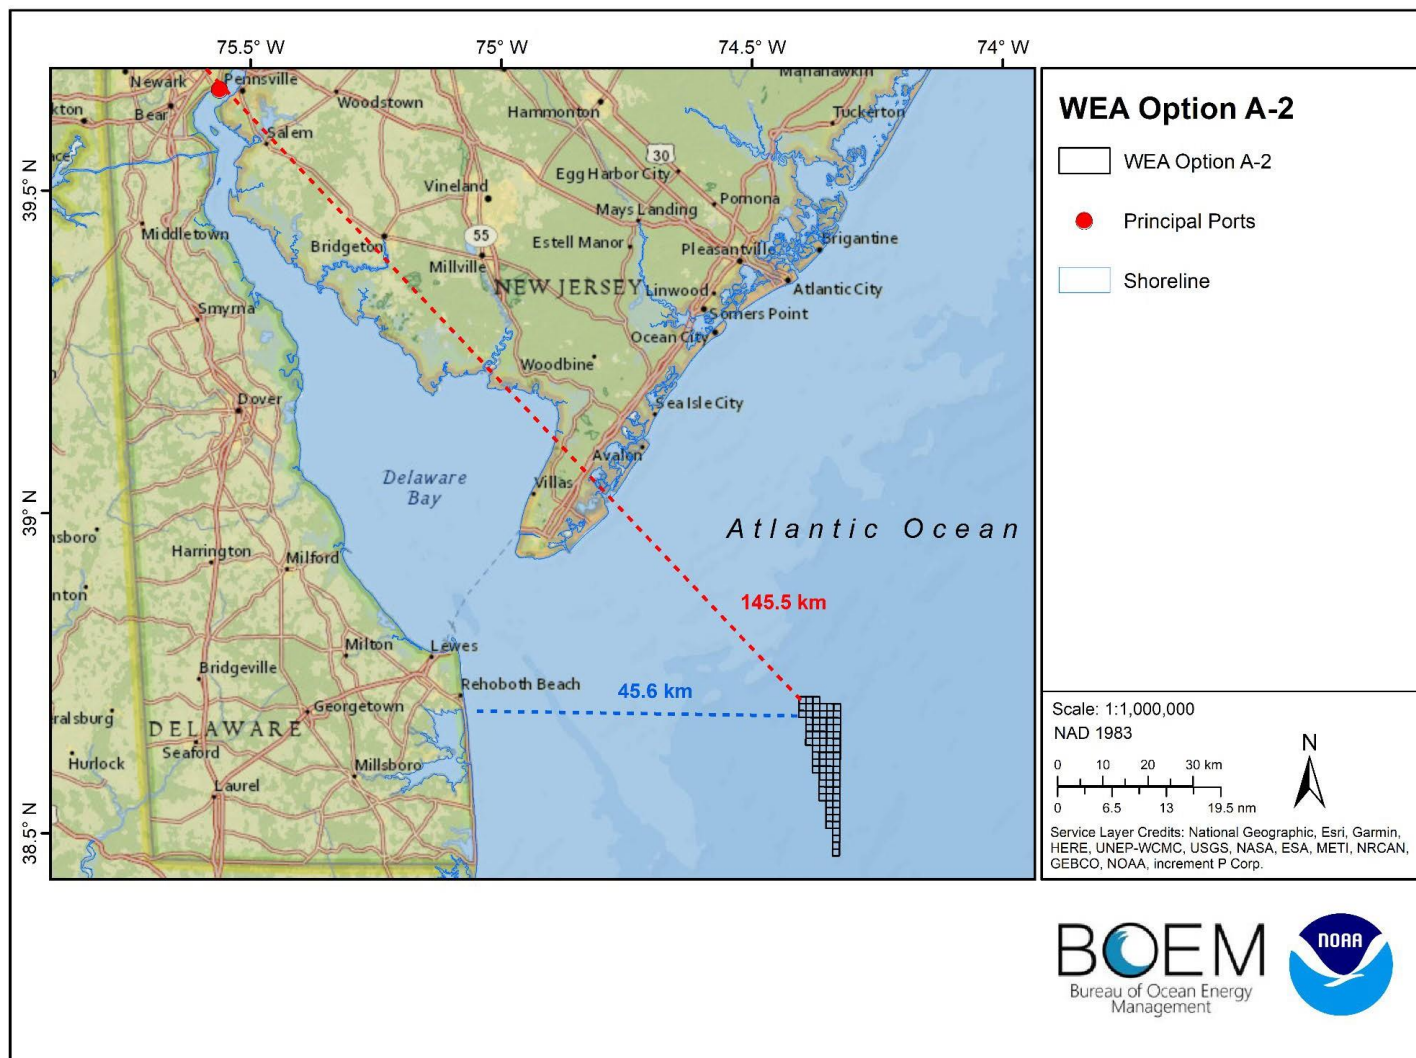 75.5° W
75° W
74.5° W
74° W
39.5° N
39° N
38.5° N
Newark
Pennsville
Bear
Woodstown
Salem
Hammonton
Manahawkin
Tuckerton
30
Egg Harbor City
Vineland
Pomona
Mays Landing
Middletown
55
Bridgeton
Estell Manor
Pleasantville
Brigantine
Millville
NEW JERSEY
Linwood
Atlantic City
Smyrna
Somers Point
Ocean City
Woodbine
Dover
Sea Isle City
Avalon
Delaware
Bay
Villas
Atlantic Ocean
Harrington
Milford
145.5 km
Milton
Lewes
Bridgeville
Rehoboth Beach
45.6 km
Georgetown
DELAWARE
Seaford
Hurlock
Millsboro
Laurel
WEA Option A-2
WEA Option A-2
Principal Ports
Shoreline
Scale: 1:1,000,000
NAD 1983
N
0 10 20 30 km
0 6.5 13 19.5 nm
Service Layer Credits: National Geographic, Esri, Garmin,
HERE, UNEP-WCMC, USGS, NASA, ESA, METI, NRCAN,
GEBCO, NOAA, increment P Corp.
BOEM
Bureau of Ocean Energy
Management
NOAA